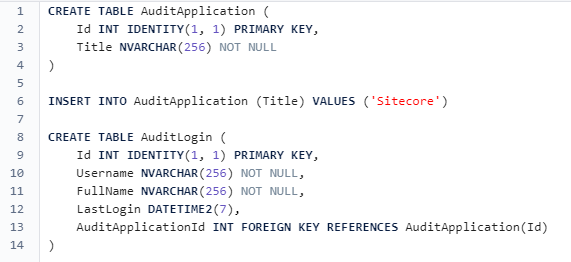 1 CREATE TABLE AuditApplication (
2     Id INT IDENTITY(1, 1) PRIMARY KEY,
3     Title NVARCHAR(256) NOT NULL
4 )
5
6 INSERT INTO AuditApplication (Title) VALUES ('Sitecore')
7
8 CREATE TABLE AuditLogin (
9     Id INT IDENTITY(1, 1) PRIMARY KEY,
10     Username NVARCHAR(256) NOT NULL,
11     FullName NVARCHAR(256) NOT NULL,
12     LastLogin DATETIME2(7),
13     AuditApplicationId INT FOREIGN KEY REFERENCES AuditApplication(Id)
14 )